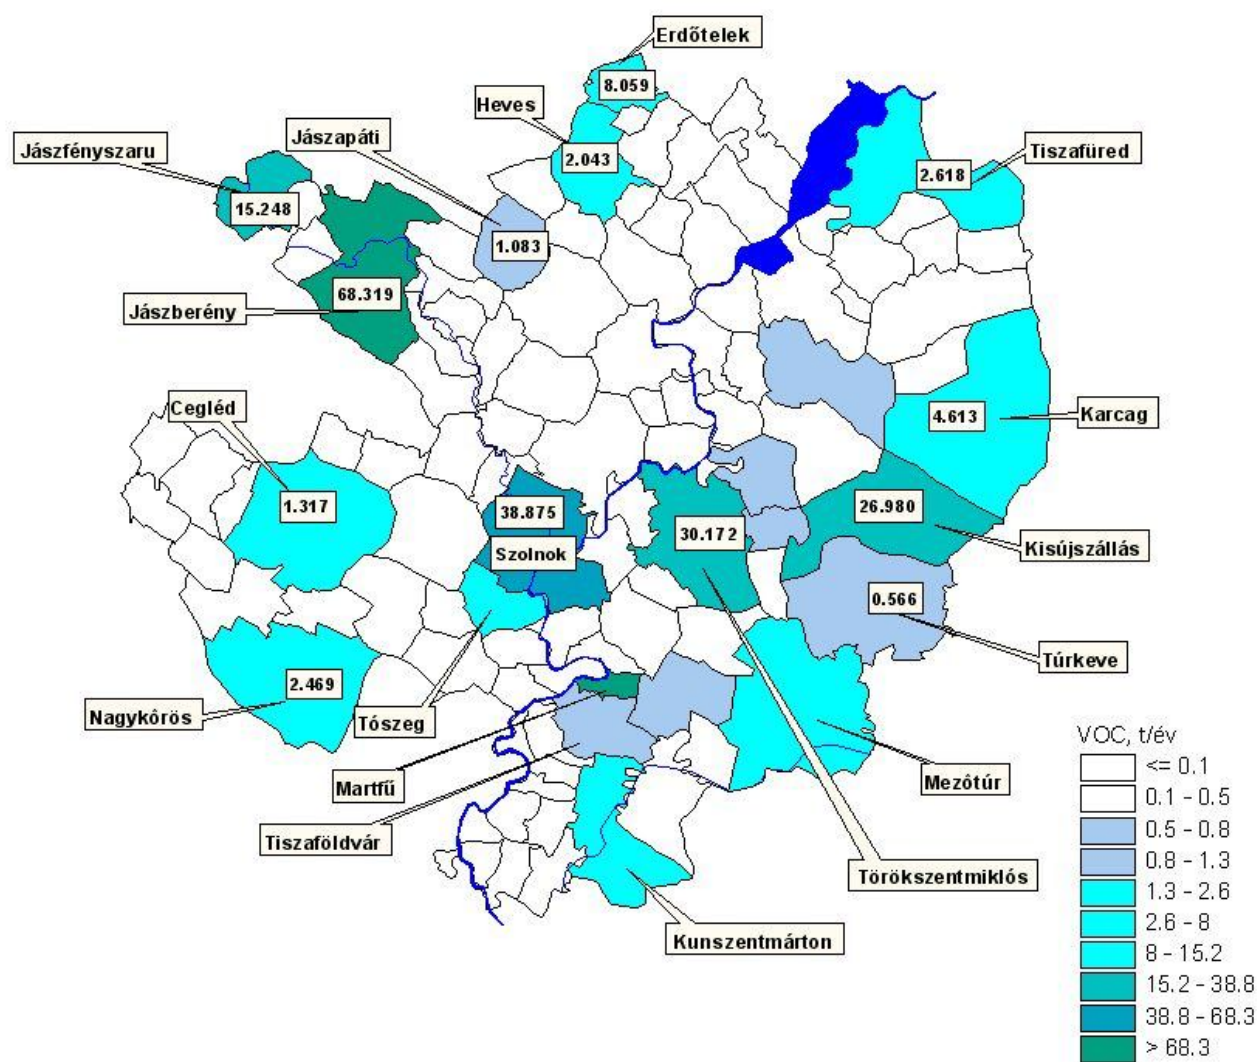 Erdőtelek
8.059
Heves
2.043
Jászapáti
1.083
Jászfényszaru
15.248
Tiszafüred
2.618
68.319
Jászberény
Cegléd
1.317
4.613
Karcag
38.875
Szolnok
30.172
26.980
Kisújszállás
0.566
Túrkeve
2.469
Nagykőrös
Tószeg
Martfű
Tiszaföldvár
Mezőtúr
Törökszentmiklós
Kunszentmárton
VOC, t/év
<= 0.1
0.1 - 0.5
0.5 - 0.8
0.8 - 1.3
1.3 - 2.6
2.6 - 8
8 - 15.2
15.2 - 38.8
38.8 - 68.3
> 68.3